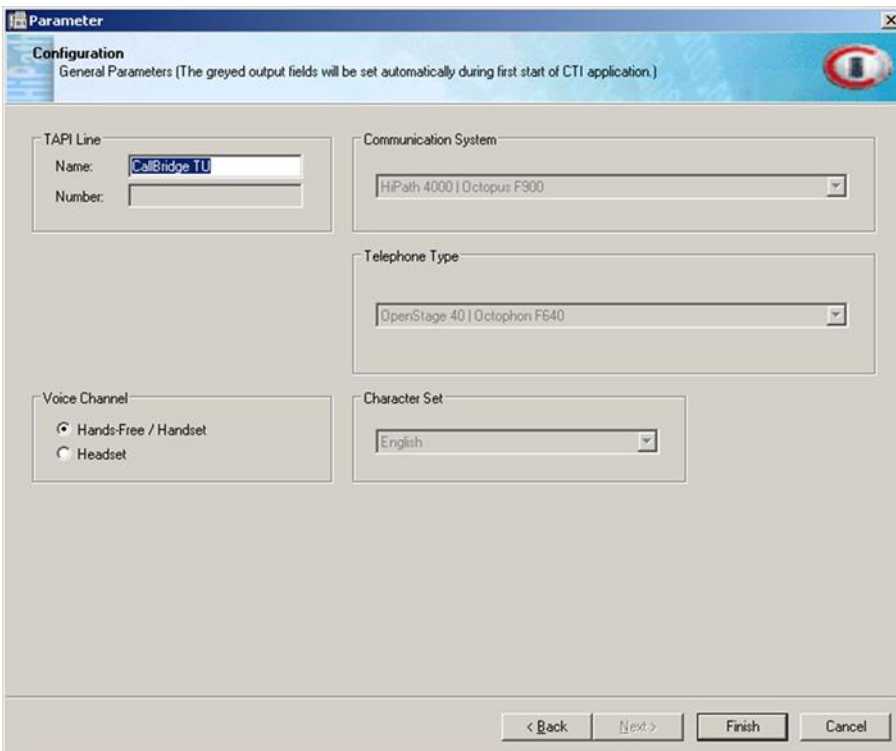 Parameter
Configuration
General Parameters (The greyed output fields will be set automatically during first start of CTI application.)
HiPath
TAPI Line
Name: CallBridge TU
Number:
Communication System
HiPath 4000 | Octopus F900
Telephone Type
OpenStage 40 | Octophon F640
Voice Channel
Hands-Free / Handset
Headset
Character Set
English
< Back Next > Finish Cancel